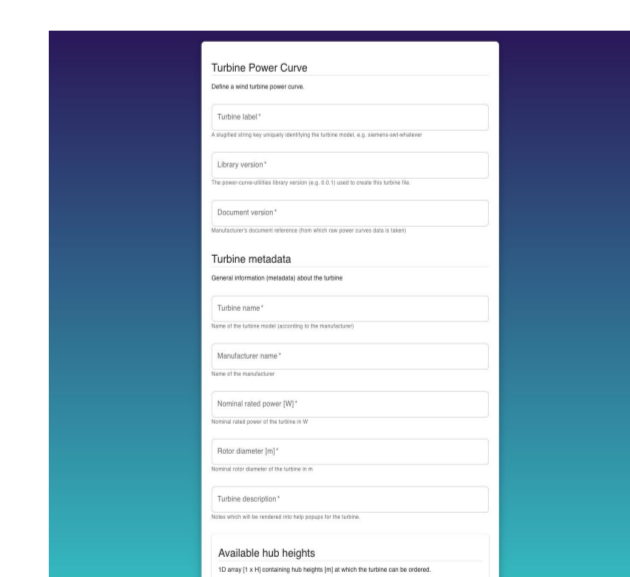 Turbine Power Curve
Define a wind turbine power curve.
Turbine label *
A slugified string key uniquely identifying the turbine model, e.g. siemens-swt-whatever
Library version *
The power-curve-utilities library version (e.g. 0.0.1) used to create this turbine file.
Document version *
Manufacturer's document reference (from which raw power curves data is taken)
Turbine metadata
General information (metadata) about the turbine
Turbine name *
Name of the turbine model (according to the manufacturer)
Manufacturer name *
Name of the manufacturer
Nominal rated power [W] *
Nominal rated power of the turbine in W
Rotor diameter [m] *
Nominal rotor diameter of the turbine in m
Turbine description *
Notes which will be rendered into help popups for the turbine.
Available hub heights
1D array [1 x H] containing hub heights [m] at which the turbine can be ordered.